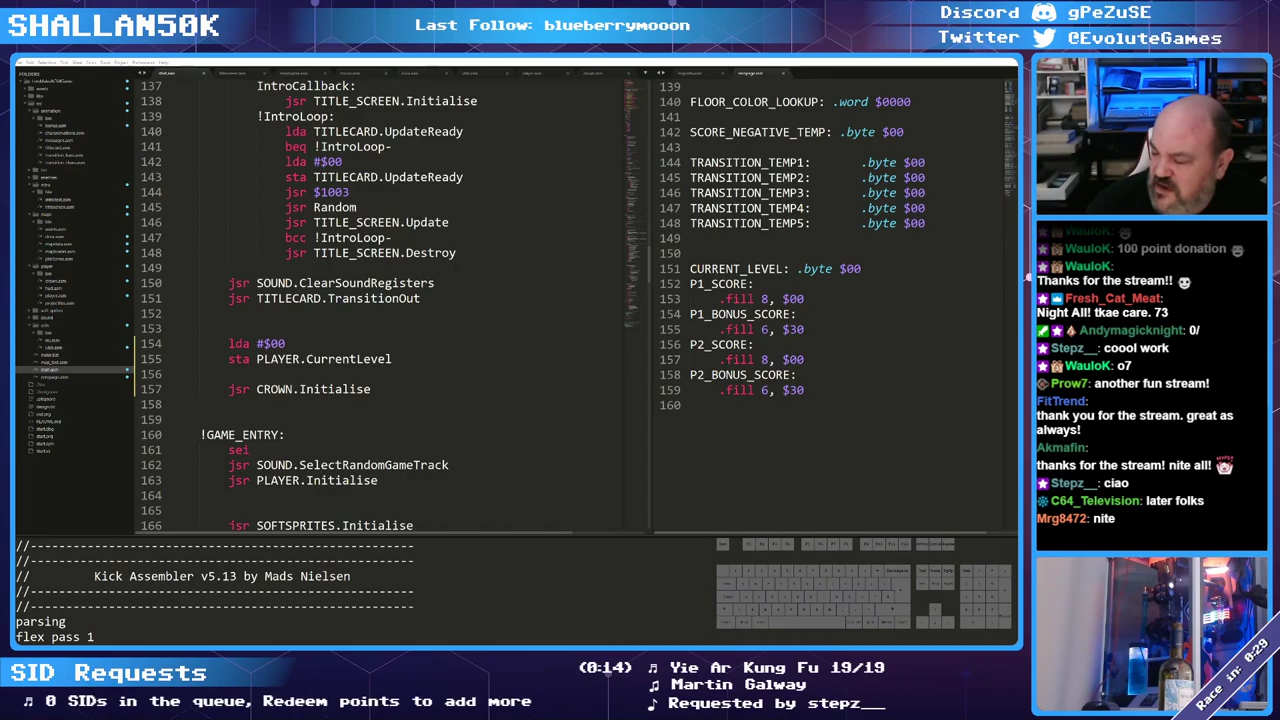 SHALLAN50K
Last Follow: blueberrymooon
Discord gPeZuSE
Twitter @EvoluteGames
FOLDERS
137 IntroCallback:
138 jsr TITLE_SCREEN.Initialise
139 !IntroLoop:
140 lda TITLECARD.UpdateReady
141 beq !IntroLoop-
142 lda #$00
143 sta TITLECARD.UpdateReady
144 jsr $1003
145 jsr Random
146 jsr TITLE_SCREEN.Update
147 bcc !IntroLoop-
148 jsr TITLE_SCREEN.Destroy
149
150 jsr SOUND.ClearSoundRegisters
151 jsr TITLECARD.TransitionOut
152
153
154 lda #$00
155 sta PLAYER.CurrentLevel
156
157 jsr CROWN.Initialise
158
159
160 !GAME_ENTRY:
161 sei
162 jsr SOUND.SelectRandomGameTrack
163 jsr PLAYER.Initialise
164
165
166 jsr SOFTSPRITES.Initialise
139
140 FLOOR_COLOR_LOOKUP: .word $0000
141
142 SCORE_NEGATIVE_TEMP: .byte $00
143
144 TRANSITION_TEMP1: .byte $00
145 TRANSITION_TEMP2: .byte $00
146 TRANSITION_TEMP3: .byte $00
147 TRANSITION_TEMP4: .byte $00
148 TRANSITION_TEMP5: .byte $00
149
150
151 CURRENT_LEVEL: .byte $00
152 P1_SCORE:
153 .fill 6, $00
154 P1_BONUS_SCORE:
155 .fill 6, $30
156 P2_SCORE:
157 .fill 6, $00
158 P2_BONUS_SCORE:
159 .fill 6, $30
160
//------------------------------------------------------
//------------------------------------------------------
// Kick Assembler v5.13 by Mads Nielsen
//------------------------------------------------------
//------------------------------------------------------
parsing
flex pass 1
WauloK:
WauloK: 100 point donation
WauloK:
Thanks for the stream!!
Fresh_Cat_Meat:
Night All! tkae care. 73
Andymagicknight: 0/
Stepz__: coool work
WauloK: o7
Prow7: another fun stream!
FitTrend:
thank you for the stream. great as
always!
Akmafin:
thanks for the stream! nite all!
Stepz__: ciao
C64_Television: later folks
Mrg8472: nite
Race in: 0:29
SID Requests
♫ 0 SIDs in the queue, Redeem points to add more
(0:14) ♫ Yie Ar Kung Fu 19/19
♫ Martin Galway
♪ Requested by stepz__